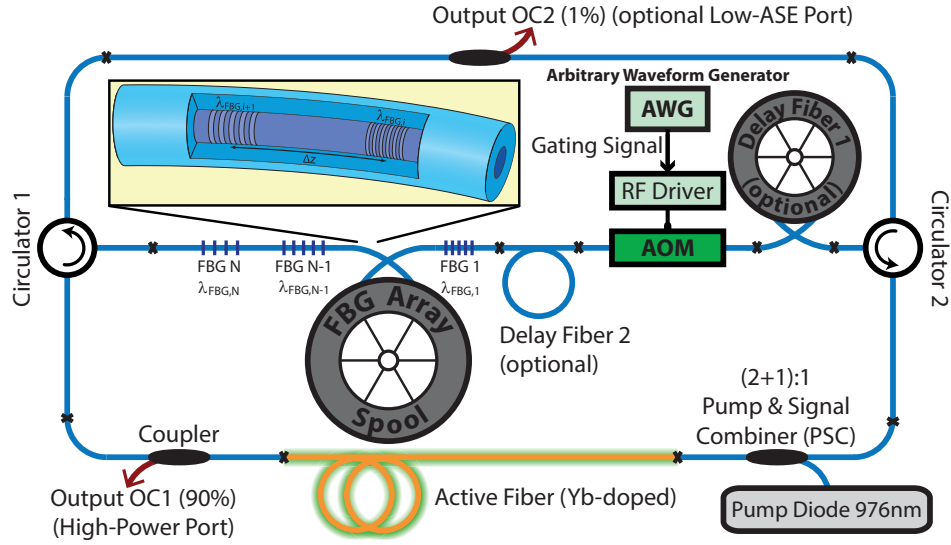 Output OC2 (1%) (optional Low-ASE Port)
Arbitrary Waveform Generator
AWG
Gating Signal
RF Driver
AOM
Delay Fiber 1
(optional)
λFBG,i+1
λFBG,i
Δz
Circulator 1
Circulator 2
FBG N
λFBG,N
FBG N-1
λFBG,N-1
FBG 1
λFBG,1
FBG Array
Spool
Delay Fiber 2
(optional)
(2+1):1
Pump & Signal
Combiner (PSC)
Coupler
Output OC1 (90%)
(High-Power Port)
Active Fiber (Yb-doped)
Pump Diode 976nm